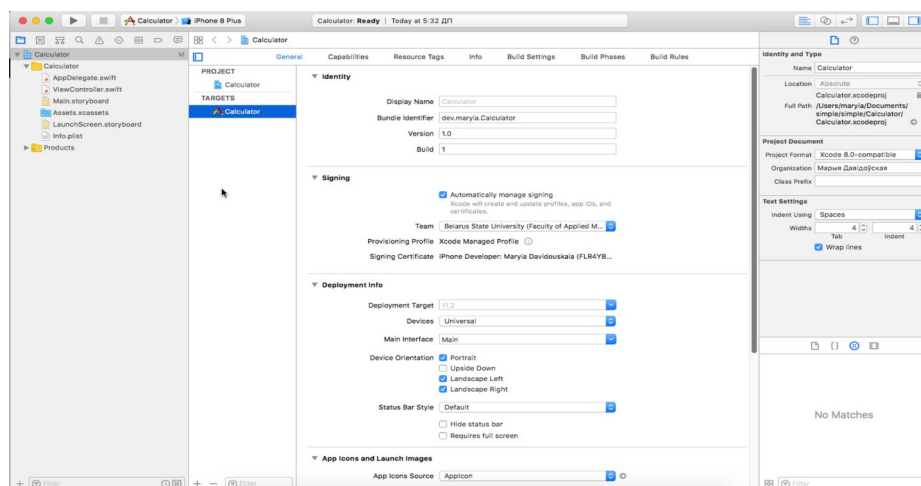 Calculator
iPhone 8 Plus
Calculator: Ready | Today at 5:32 ДП
Calculator M
Calculator
AppDelegate.swift
ViewController.swift
Main.storyboard
Assets.xcassets
LaunchScreen.storyboard
Info.plist
Products
Filter
Calculator
General Capabilities Resource Tags Info Build Settings Build Phases Build Rules
PROJECT
Calculator
TARGETS
Calculator
Filter
Identity
Display Name Calculator
Bundle Identifier dev.maryia.Calculator
Version 1.0
Build 1
Signing
Automatically manage signing
Xcode will create and update profiles, app IDs, and
certificates.
Team Belarus State University (Faculty of Applied M...
Provisioning Profile Xcode Managed Profile
Signing Certificate iPhone Developer: Maryia Davidouskaia (FLR4YB...
Deployment Info
Deployment Target 11.2
Devices Universal
Main Interface Main
Device Orientation Portrait
Upside Down
Landscape Left
Landscape Right
Status Bar Style Default
Hide status bar
Requires full screen
App Icons and Launch Images
App Icons Source AppIcon
Identity and Type
Name Calculator
Location Absolute
Calculator.xcodeproj
Full Path /Users/maryia/Documents/
simple/simple/Calculator/
Calculator.xcodeproj
Project Document
Project Format Xcode 8.0-compatible
Organization Марыя Давідоўская
Class Prefix
Text Settings
Indent Using Spaces
Widths 4 4
Tab Indent
Wrap lines
No Matches
Filter